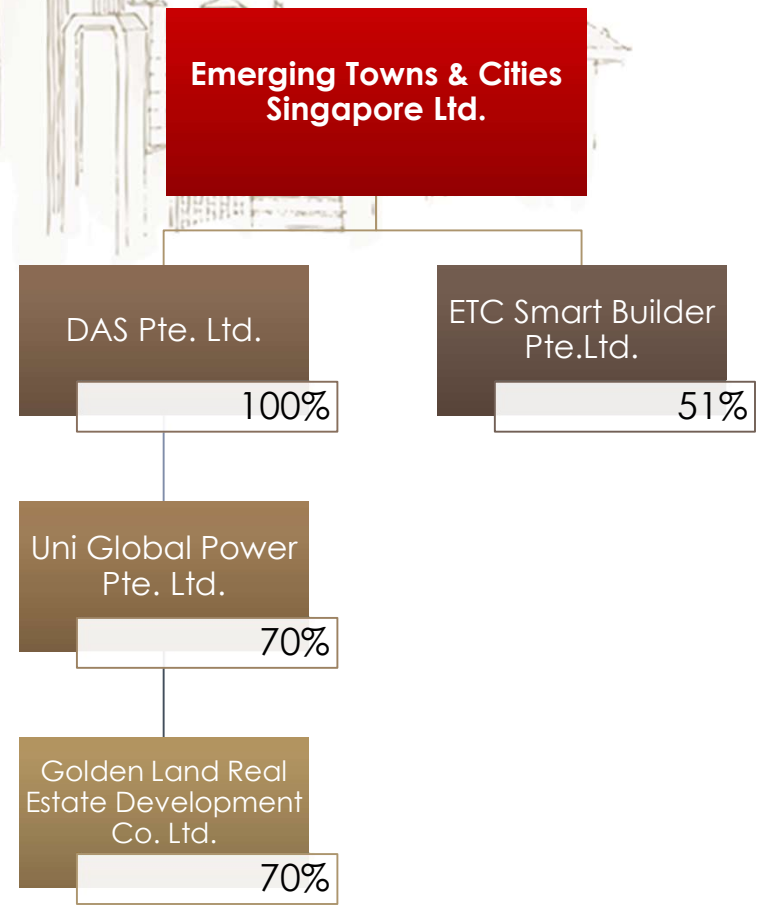 Emerging Towns & Cities
Singapore Ltd.
DAS Pte. Ltd.
100%
ETC Smart Builder
Pte.Ltd.
51%
Uni Global Power
Pte. Ltd.
70%
Golden Land Real
Estate Development
Co. Ltd.
70%